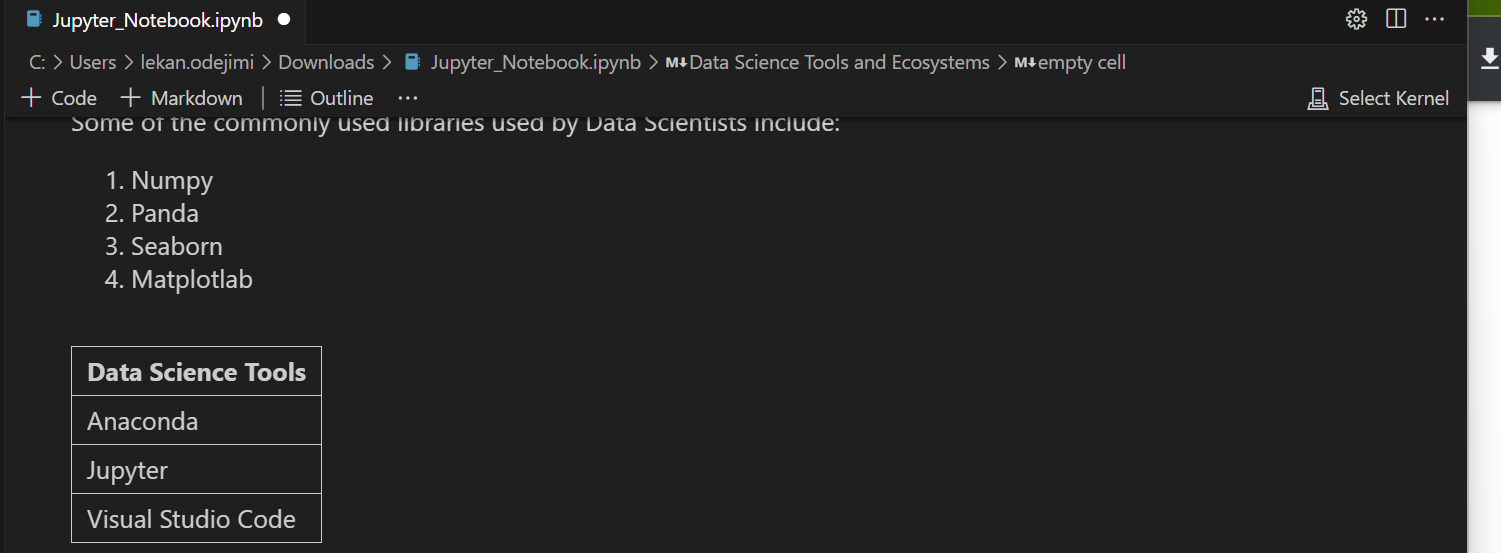 Jupyter_Notebook.ipynb
C: > Users > lekan.odejimi > Downloads > Jupyter_Notebook.ipynb > M↓Data Science Tools and Ecosystems > M↓empty cell
+ Code + Markdown | Outline ... Select Kernel
Some of the commonly used libraries used by Data Scientists include:
1. Numpy
2. Panda
3. Seaborn
4. Matplotlab
Data Science Tools
Anaconda
Jupyter
Visual Studio Code